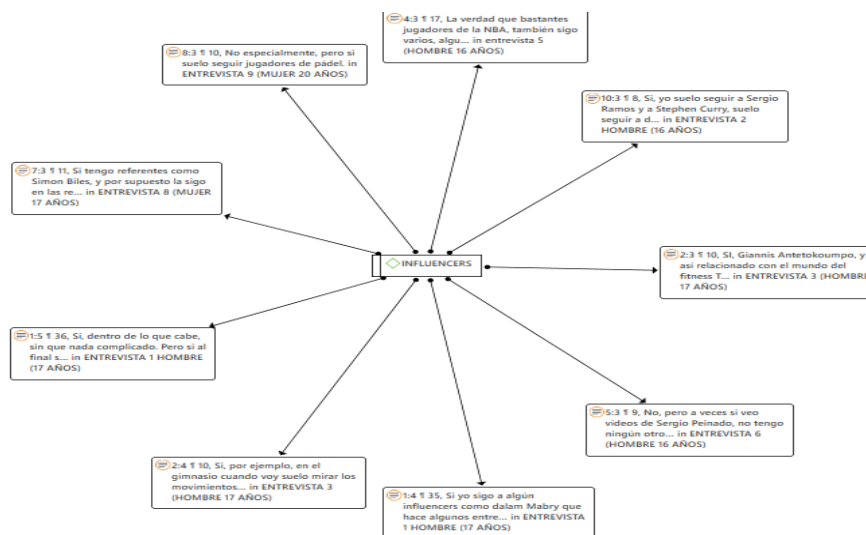 4:3 ¶ 17, La verdad que bastantes
jugadores de la NBA, también sigo
varios, algu... in entrevista 5
(HOMBRE 16 AÑOS)
8:3 ¶ 10, No especialmente, pero si
suelo seguir jugadores de pádel. in
ENTREVISTA 9 (MUJER 20 AÑOS)
10:3 ¶ 8, Si, yo suelo seguir a Sergio
Ramos y a Stephen Curry, suelo
seguir a d... in ENTREVISTA 2
HOMBRE (16 AÑOS)
7:3 ¶ 11, Si tengo referentes como
Simon Biles, y por supuesto la sigo
en las re... in ENTREVISTA 8 (MUJER
17 AÑOS)
INFLUENCERS
2:3 ¶ 10, SI, Giannis Antetokoumpo, y
así relacionado con el mundo del
fitness T... in ENTREVISTA 3 (HOMBRE
17 AÑOS)
1:5 ¶ 36, Si, dentro de lo que cabe,
sin que nada complicado. Pero si al
final s... in ENTREVISTA 1 HOMBRE
(17 AÑOS)
5:3 ¶ 9, No, pero a veces si veo
videos de Sergio Peinado, no tengo
ningún otro... in ENTREVISTA 6
(HOMBRE 16 AÑOS)
2:4 ¶ 10, Si, por ejemplo, en el
gimnasio cuando voy suelo mirar los
movimientos... in ENTREVISTA 3
(HOMBRE 17 AÑOS)
1:4 ¶ 35, Si yo sigo a algún
influencers como dalam Mabry que
hace algunos entre... in ENTREVISTA
1 HOMBRE (17 AÑOS)